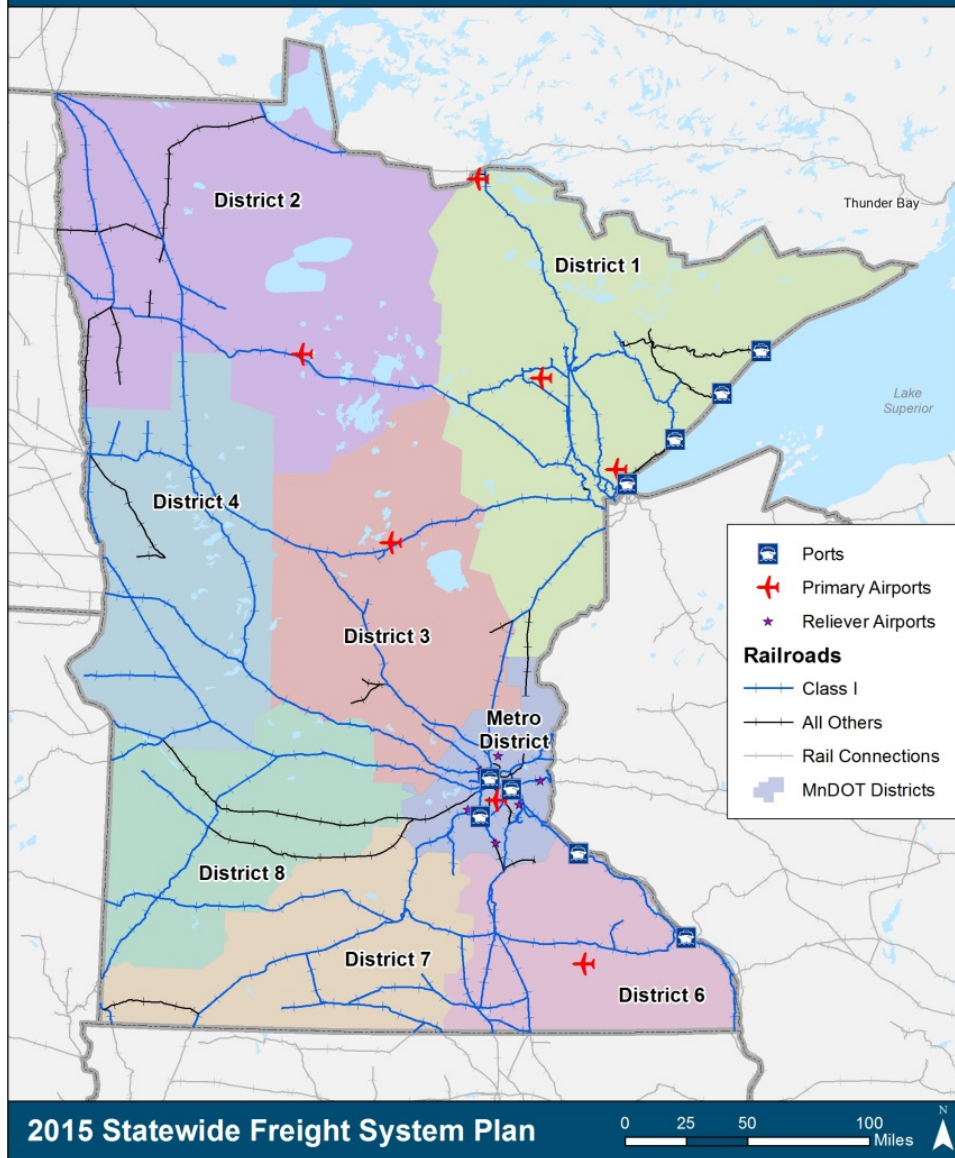 District 2
Thunder Bay
District 1
Lake
Superior
District 4
Ports
Primary Airports
Reliever Airports
District 3
Railroads
Class I
Metro
District
All Others
Rail Connections
MnDOT Districts
District 8
District 7
District 6
2015 Statewide Freight System Plan
0 25 50 100
Miles
N